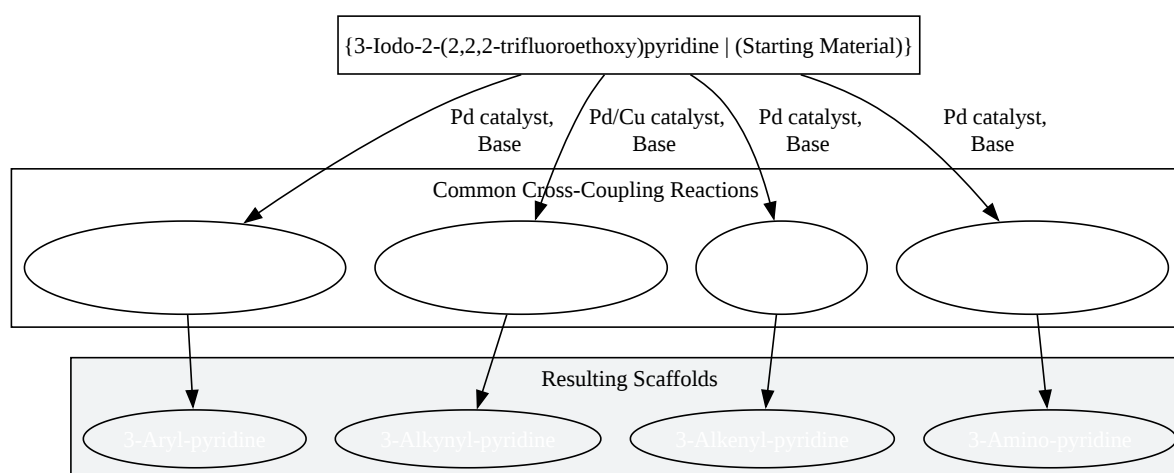 {3-Iodo-2-(2,2,2-trifluoroethoxy)pyridine | (Starting Material)}
Pd catalyst,
Base
Pd/Cu catalyst,
Base
Pd catalyst,
Base
Pd catalyst,
Base
Common Cross-Coupling Reactions
Resulting Scaffolds
3-Aryl-pyridine
3-Alkynyl-pyridine
3-Alkenyl-pyridine
3-Amino-pyridine